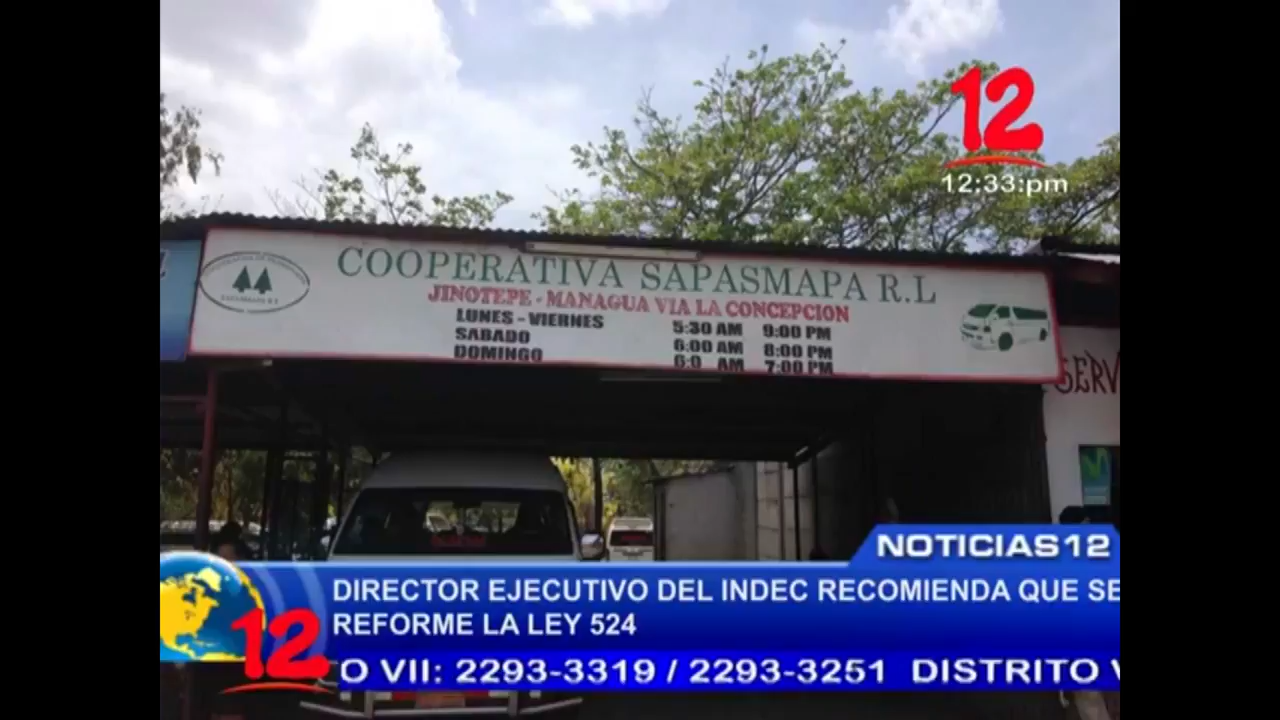 12
12:33:pm
COOPERATIVA SAPASMAPA R.L
JINOTEPE - MANAGUA VIA LA CONCEPCION
LUNES - VIERNES 5:30 AM 9:00 PM
SABADO 6:00 AM 8:00 PM
DOMINGO 6:0 AM 7:00 PM
SERV
NOTICIAS12
DIRECTOR EJECUTIVO DEL INDEC RECOMIENDA QUE SE
REFORME LA LEY 524
12
O VII: 2293-3319 / 2293-3251 DISTRITO V